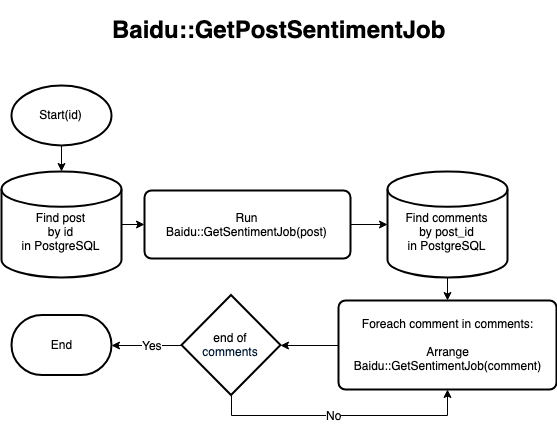 Baidu::GetPostSentimentJob
Start(id)
Find post
by id
in PostgreSQL
Run
Baidu::GetSentimentJob(post)
Find comments
by post_id
in PostgreSQL
Foreach comment in comments:
Arrange
Baidu::GetSentimentJob(comment)
end of
comments
Yes
End
No